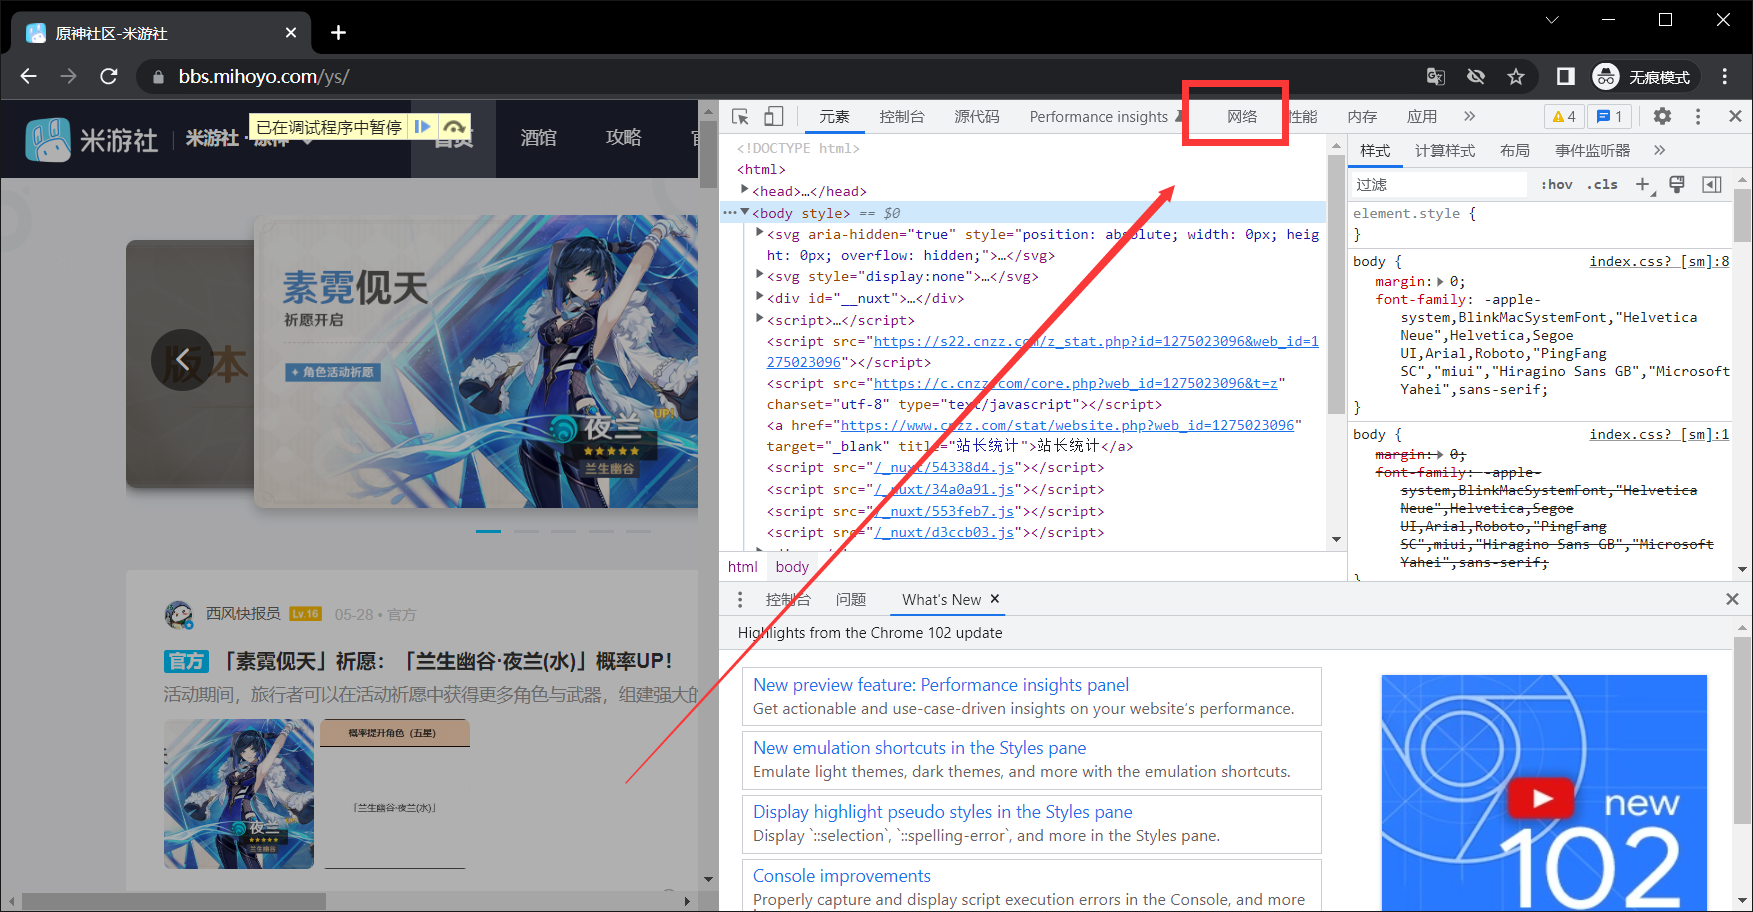 原神社区-米游社
bbs.mihoyo.com/ys/
无痕模式
米游社
米游社·原神
已在调试程序中暂停
首页
酒馆
攻略
素霓伣天
祈愿开启
角色活动祈愿
版本
夜兰
UP!
兰生幽谷
西风快报员 Lv.16 05-28 • 官方
官方 「素霓伣天」祈愿：「兰生幽谷·夜兰(水)」概率UP!
活动期间，旅行者可以在活动祈愿中获得更多角色与武器，组建强大的
夜兰
兰生幽谷
概率提升角色（五星）
「兰生幽谷·夜兰(水)」
元素 控制台 源代码 Performance insights 网络 性能 内存 应用 »
4 1
<!DOCTYPE html>
<html>
<head>…</head>
<body style> == $0
<svg aria-hidden="true" style="position: absolute; width: 0px; heig
ht: 0px; overflow: hidden;">…</svg>
<svg style="display:none">…</svg>
<div id="__nuxt">…</div>
<script>…</script>
<script src="https://s22.cnzz.com/z_stat.php?id=1275023096&web_id=1
275023096"></script>
<script src="https://c.cnzz.com/core.php?web_id=1275023096&t=z"
charset="utf-8" type="text/javascript"></script>
<a href="https://www.cnzz.com/stat/website.php?web_id=1275023096"
target="_blank" title="站长统计">站长统计</a>
<script src="/_nuxt/54338d4.js"></script>
<script src="/_nuxt/34a0a91.js"></script>
<script src="/_nuxt/553feb7.js"></script>
<script src="/_nuxt/d3ccb03.js"></script>
html body
样式 计算样式 布局 事件监听器 »
过滤 :hov .cls
element.style {
}
body { index.css? [sm]:8
margin: 0;
font-family: -apple-
system,BlinkMacSystemFont,"Helvetica
Neue",Helvetica,Segoe
UI,Arial,Roboto,"PingFang
SC","miui","Hiragino Sans GB","Microsoft
Yahei",sans-serif;
}
body { index.css? [sm]:1
margin: 0;
font-family: -apple-
system,BlinkMacSystemFont,"Helvetica
Neue",Helvetica,Segoe
UI,Arial,Roboto,"PingFang
SC",miui,"Hiragino Sans GB","Microsoft
Yahei",sans-serif;
}
控制台 问题 What's New
Highlights from the Chrome 102 update
New preview feature: Performance insights panel
Get actionable and use-case-driven insights on your website's performance.
New emulation shortcuts in the Styles pane
Emulate light themes, dark themes, and more with the emulation shortcuts.
Display highlight pseudo styles in the Styles pane
Display `::selection`, `::spelling-error`, and more in the Styles pane.
Console improvements
Properly capture and display script execution errors in the Console, and more
new
102